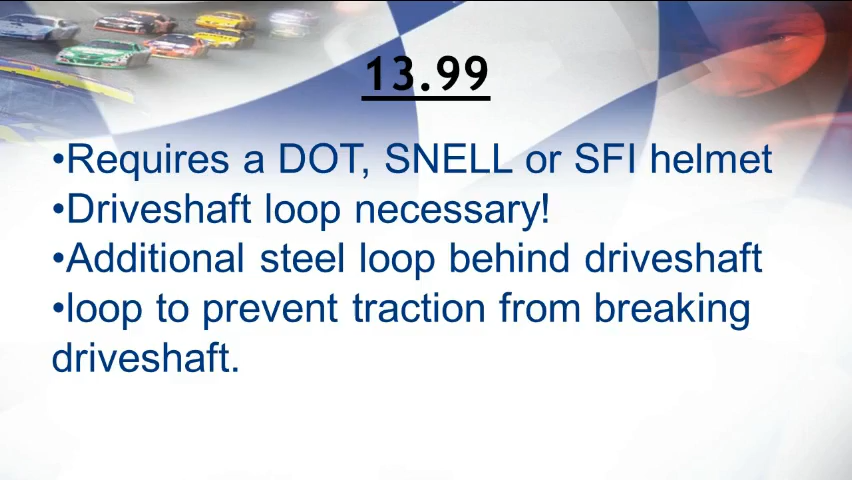 13.99
•Requires a DOT, SNELL or SFI helmet
•Driveshaft loop necessary!
•Additional steel loop behind driveshaft
•loop to prevent traction from breaking
driveshaft.